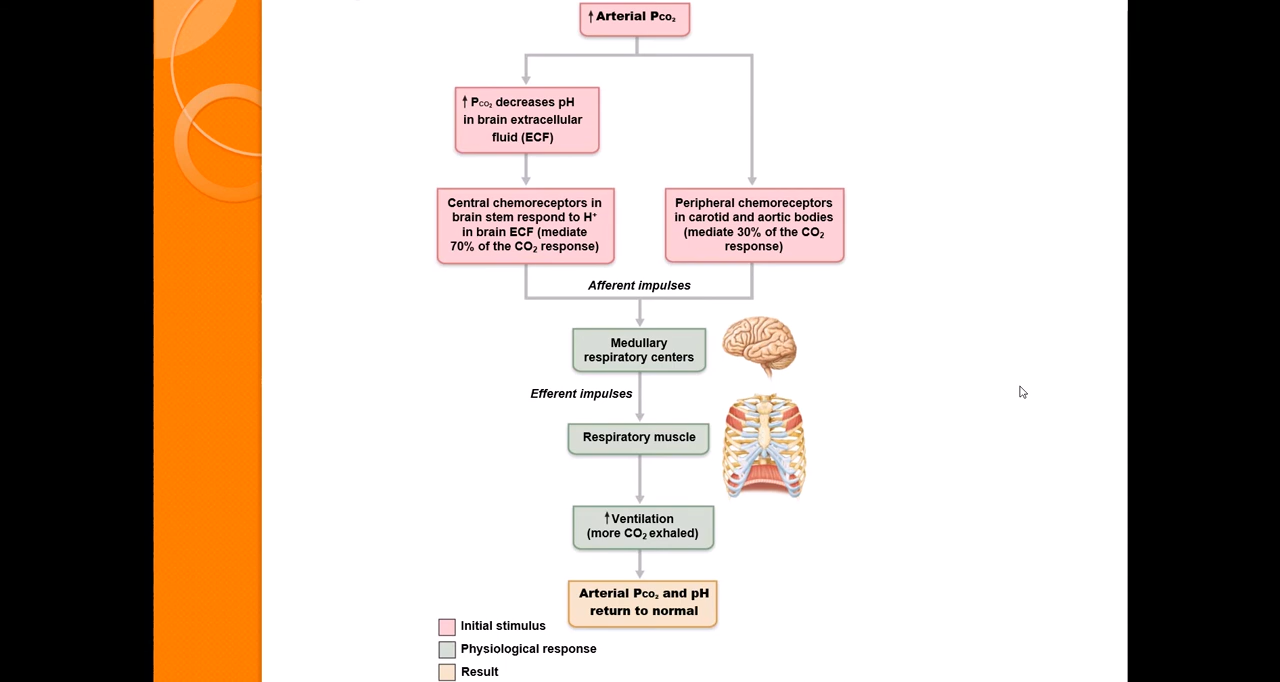 ↑ Arterial Pco₂
↑ Pco₂ decreases pH
in brain extracellular
fluid (ECF)
Central chemoreceptors in
brain stem respond to H⁺
in brain ECF (mediate
70% of the CO₂ response)
Peripheral chemoreceptors
in carotid and aortic bodies
(mediate 30% of the CO₂
response)
Afferent impulses
Medullary
respiratory centers
Efferent impulses
Respiratory muscle
↑Ventilation
(more CO₂ exhaled)
Arterial Pco₂ and pH
return to normal
Initial stimulus
Physiological response
Result